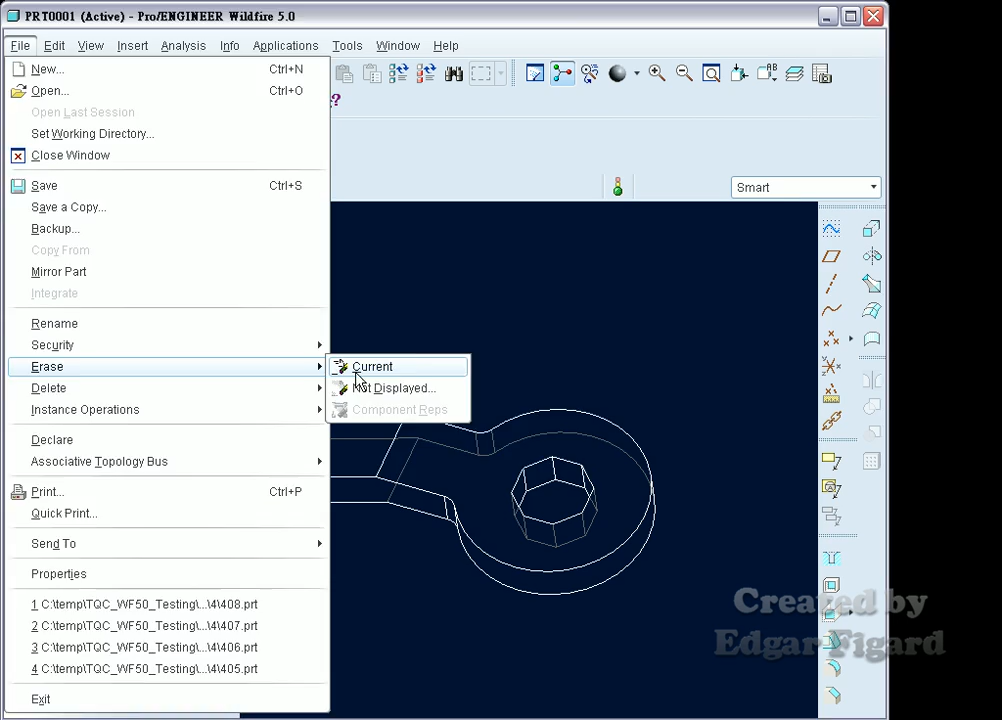 PRT0001 (Active) - Pro/ENGINEER Wildfire 5.0
File Edit View Insert Analysis Info Applications Tools Window Help
New... Ctrl+N
Open... Ctrl+O
Open Last Session
Set Working Directory...
Close Window
Save Ctrl+S
Smart
Save a Copy...
Backup...
Copy From
Mirror Part
Integrate
Rename
Security
Erase
Current
Delete
Not Displayed...
Instance Operations
Component Reps
Declare
Associative Topology Bus
Print... Ctrl+P
Quick Print...
Send To
Properties
1 C:\temp\TQC_WF50_Testing\...\4\408.prt
2 C:\temp\TQC_WF50_Testing\...\4\407.prt
3 C:\temp\TQC_WF50_Testing\...\4\406.prt
4 C:\temp\TQC_WF50_Testing\...\4\405.prt
Exit
Created by
Edgar Figard